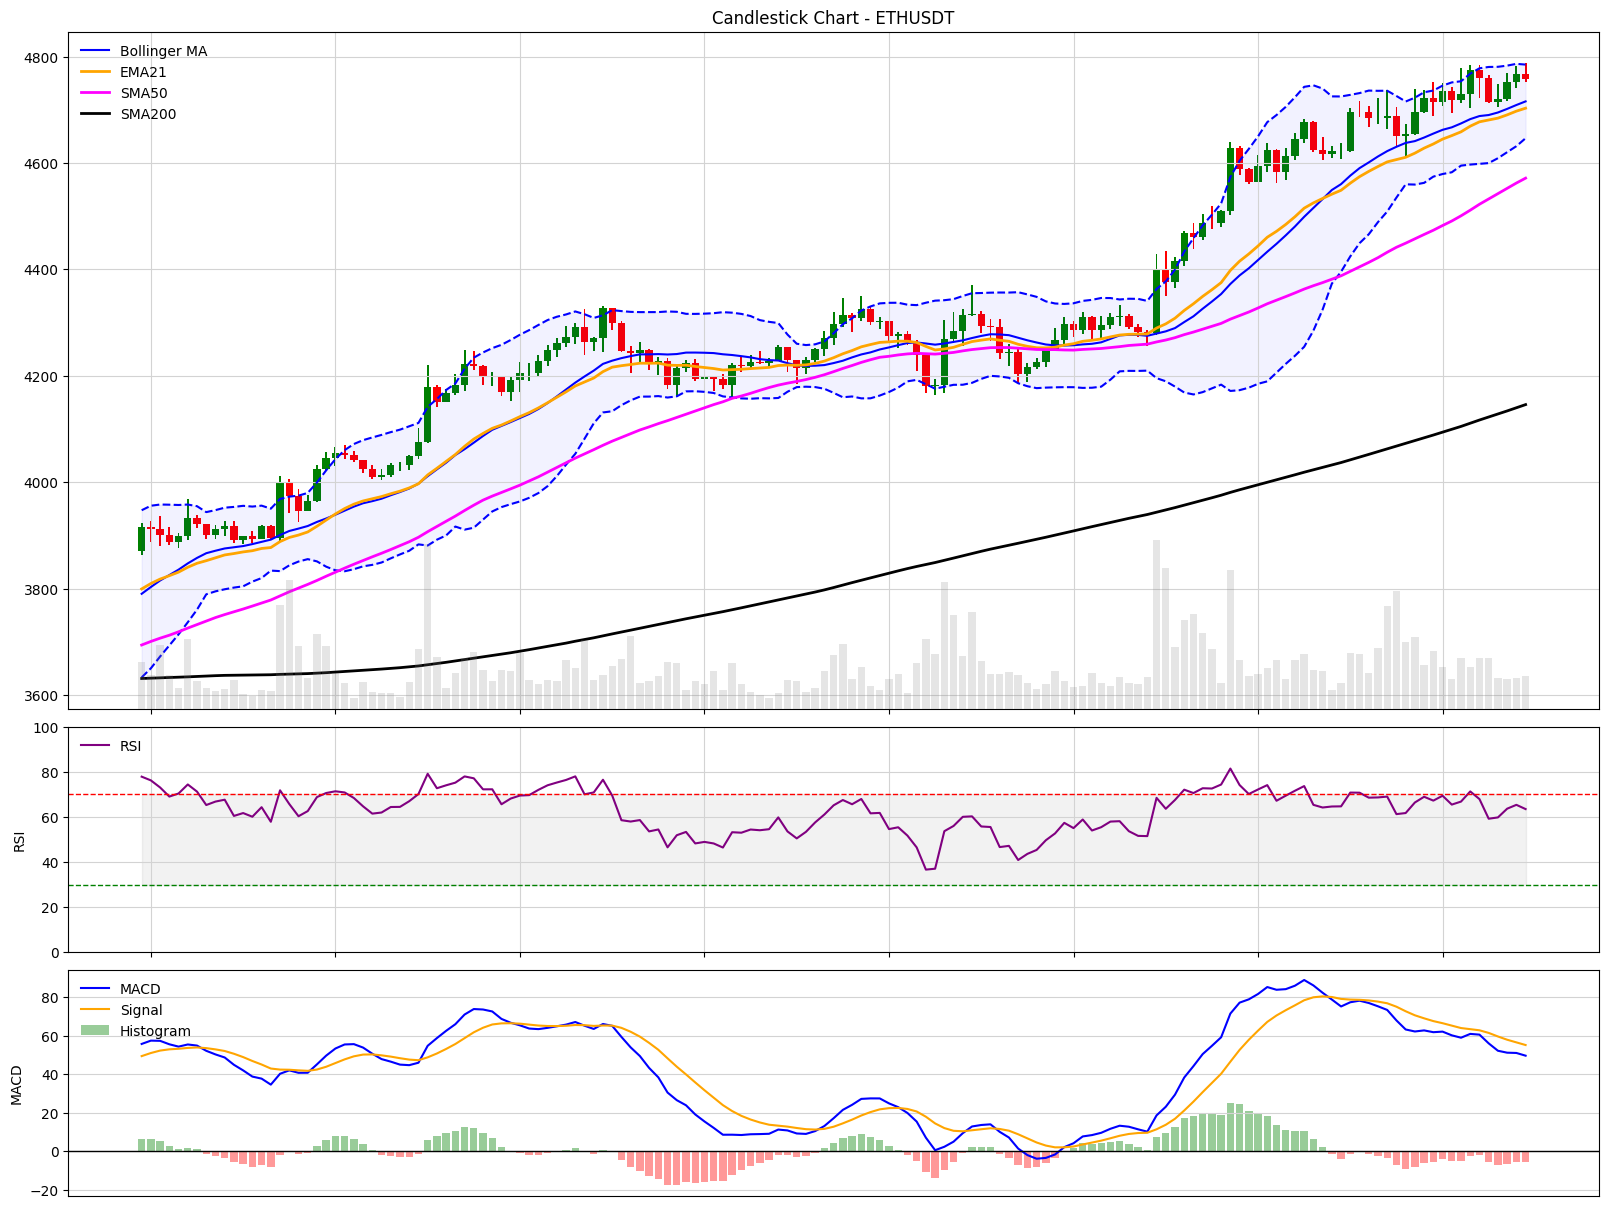 Candlestick Chart - ETHUSDT
Bollinger MA
EMA21
SMA50
SMA200
4800
4600
4400
4200
4000
3800
3600
RSI
100
80
60
40
20
0
RSI
MACD
Signal
Histogram
80
60
40
20
0
−20
MACD